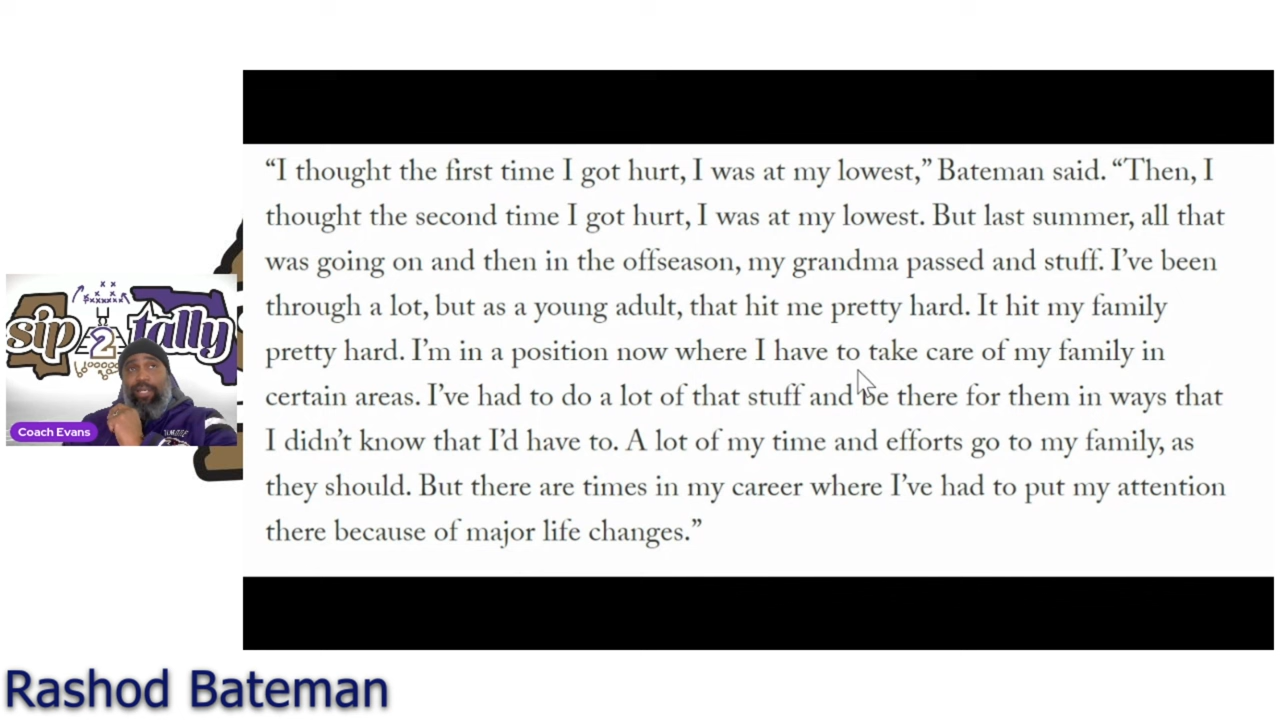 “I thought the first time I got hurt, I was at my lowest,” Bateman said. “Then, I
thought the second time I got hurt, I was at my lowest. But last summer, all that
was going on and then in the offseason, my grandma passed and stuff. I’ve been
through a lot, but as a young adult, that hit me pretty hard. It hit my family
pretty hard. I’m in a position now where I have to take care of my family in
certain areas. I’ve had to do a lot of that stuff and be there for them in ways that
I didn’t know that I’d have to. A lot of my time and efforts go to my family, as
they should. But there are times in my career where I’ve had to put my attention
there because of major life changes.”
sip 2 tally
Coach Evans
Rashod Bateman